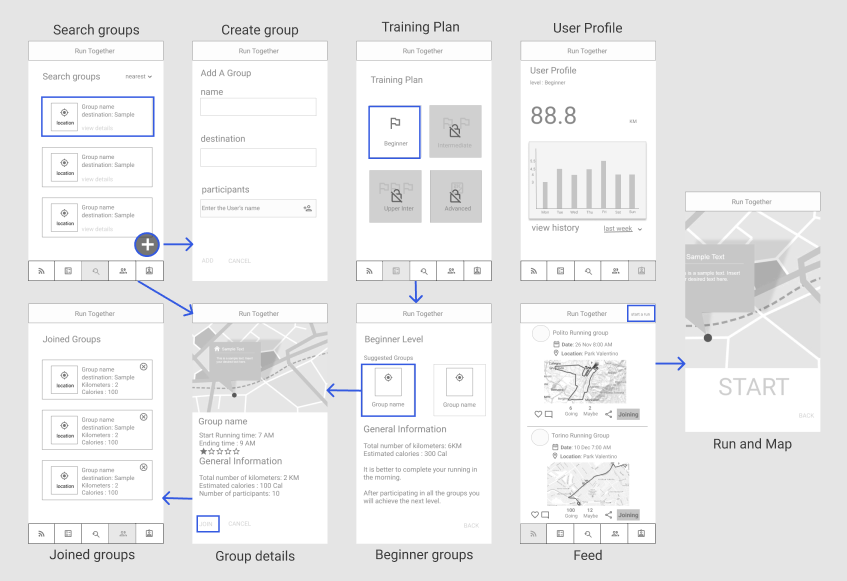 Search groups
Run Together
Search groups
nearest
location
Group name
destination: Sample
view details
location
Group name
destination: Sample
view details
location
Group name
destination: Sample
view details
Create group
Run Together
Add A Group
name
destination
participants
Enter the User's name
ADD CANCEL
Training Plan
Run Together
Training Plan
Beginner
Intermediate
Upper Inter
Advanced
User Profile
Run Together
User Profile
level : Beginner
88.8
KM
Mon Tue Wed Thu Fri Sat Sun
view history
last week
Run Together
Sample Text
is a sample text. Insert
desired text here.
START
BACK
Run and Map
Run Together
Joined Groups
location
Group name
destination: Sample
Kilometers : 2
Calories : 100
location
Group name
destination: Sample
Kilometers : 2
Calories : 100
location
Group name
destination: Sample
Kilometers : 2
Calories : 100
Joined groups
Run Together
Sample Text
Group name
Start Running time: 7 AM
Ending time : 9 AM
General Information
Total number of kilometers: 2 KM
Estimated calories : 100 Cal
Number of participants: 10
JOIN CANCEL
Group details
Run Together
Beginner Level
Suggested Groups
Group name
Group name
General Information
Total number of kilometers: 6KM
Estimated calories : 300 Cal
It is better to complete your running in
the morning.
After participating in all the groups you
will achieve the next level.
BACK
Beginner groups
Run Together
Start a run
Polito Running group
Date: 26 Nov 8:00 AM
Location: Park Valentino
6 2
Going Maybe
Joining
Torino Running Group
Date: 10 Dec 7:00 AM
Location: Park Valentino
100 12
Going Maybe
Joining
Feed